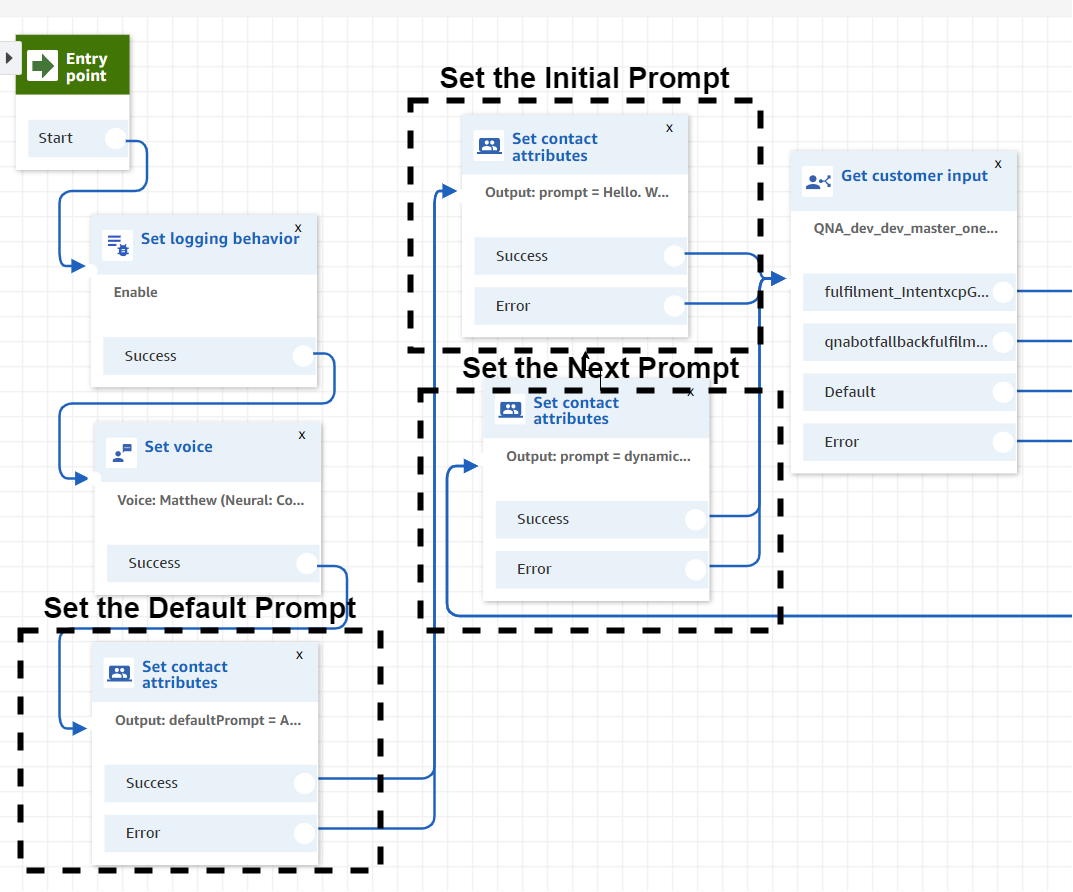 Entry
point
Start
Set logging behavior
x
Enable
Success
Set voice
x
Voice: Matthew (Neural: Co...
Success
Set the Default Prompt
Set contact
attributes
x
Output: defaultPrompt = A...
Success
Error
Set the Initial Prompt
Set contact
attributes
x
Output: prompt = Hello. W...
Success
Error
Set the Next Prompt
Set contact
attributes
x
Output: prompt = dynamic...
Success
Error
Get customer input
x
QNA_dev_dev_master_one...
fulfilment_IntentxcpG...
qnabotfallbackfulfilm...
Default
Error